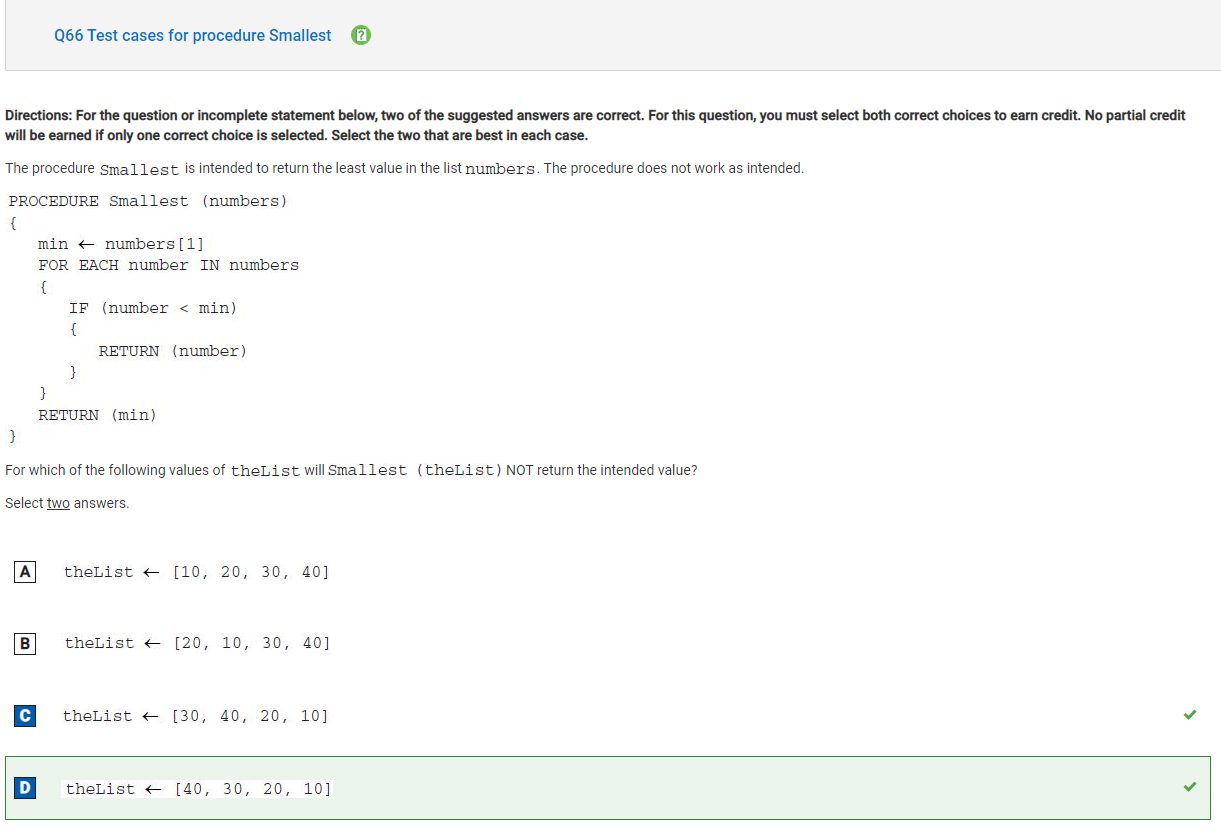 Q66 Test cases for procedure Smallest
Directions: For the question or incomplete statement below, two of the suggested answers are correct. For this question, you must select both correct choices to earn credit. No partial credit
will be earned if only one correct choice is selected. Select the two that are best in each case.
The procedure Smallest is intended to return the least value in the list numbers. The procedure does not work as intended.
PROCEDURE Smallest (numbers)
{
min ← numbers[1]
FOR EACH number IN numbers
{
IF (number < min)
{
RETURN (number)
}
}
RETURN (min)
}
For which of the following values of theList will Smallest (theList) NOT return the intended value?
Select two answers.
A theList ← [10, 20, 30, 40]
B theList ← [20, 10, 30, 40]
C theList ← [30, 40, 20, 10]
D theList ← [40, 30, 20, 10]